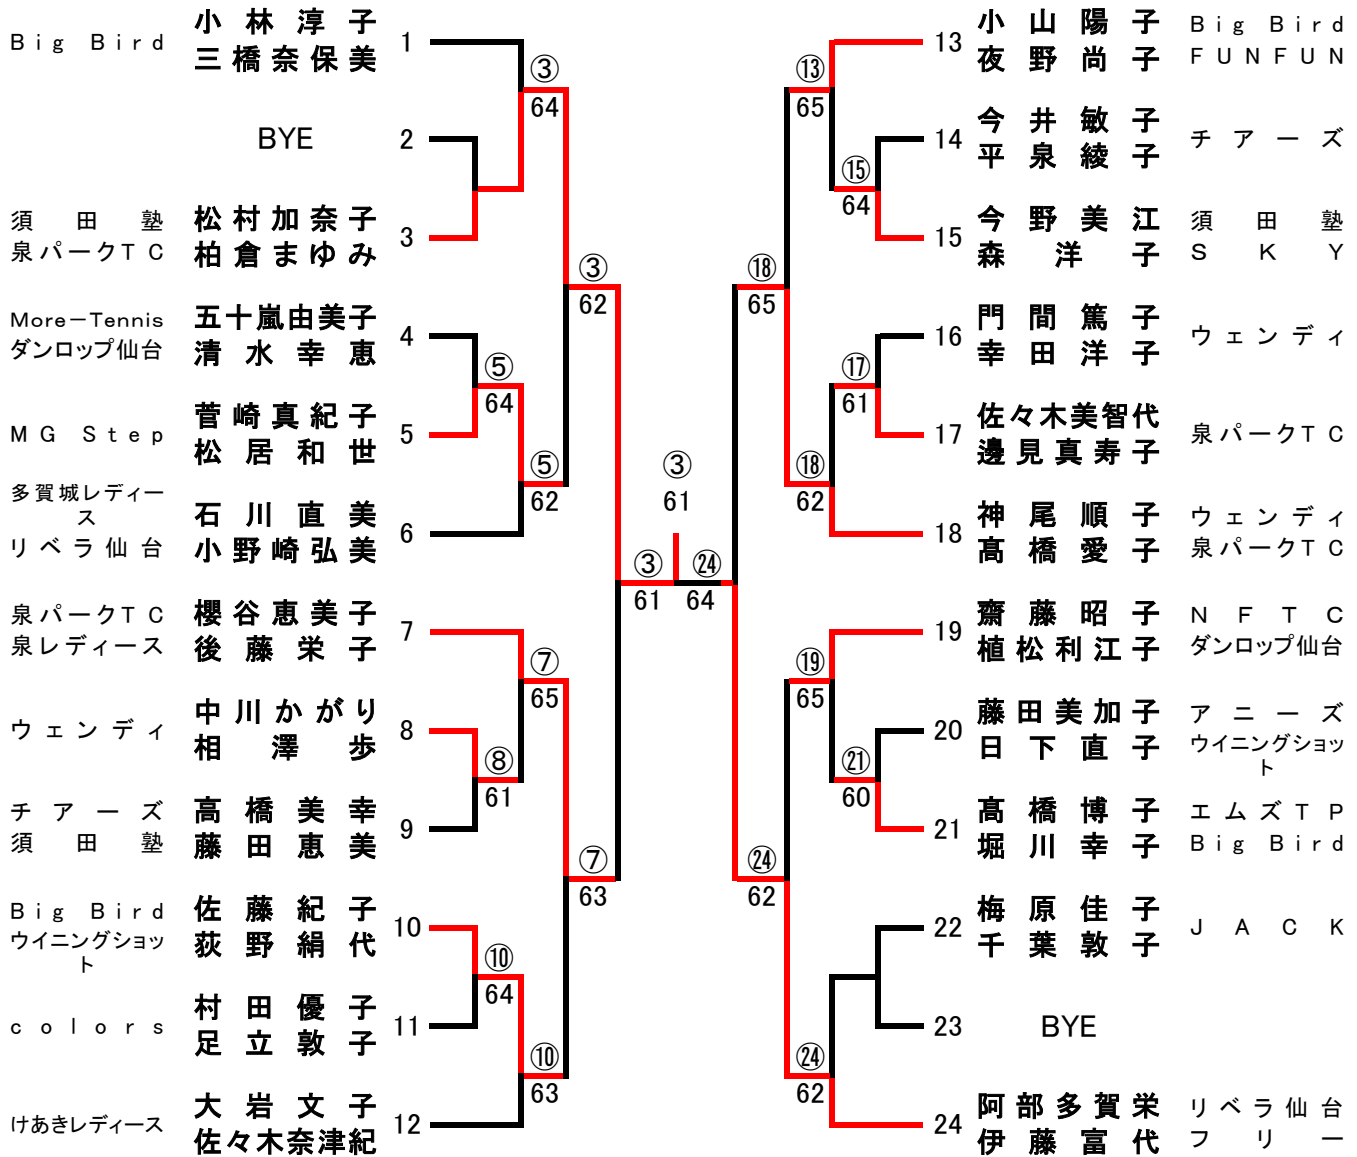 Big Bird
小林淳子
三橋奈保美
1
BYE
2
須田塾
泉パークTC
松村加奈子
柏倉まゆみ
3
More－Tennis
ダンロップ仙台
五十嵐由美子
清水幸恵
4
MG Step
菅崎真紀子
松居和世
5
多賀城レディー
ス
リベラ仙台
石川直美
小野崎弘美
6
泉パークTC
泉レディース
櫻谷恵美子
後藤栄子
7
ウェンディ
中川かがり
相澤歩
8
チアーズ
須田塾
高橋美幸
藤田恵美
9
Big Bird
ウイニングショッ
ト
佐藤紀子
荻野絹代
10
colors
村田優子
足立敦子
11
けあきレディース
大岩文子
佐々木奈津紀
12
③
64
⑤
64
⑤
62
③
62
⑦
65
⑧
61
⑩
64
⑩
63
⑦
63
③
61
③
61
㉔
64
⑬
65
⑮
64
⑱
65
⑰
61
⑱
62
⑲
65
㉑
60
㉔
62
㉔
62
13
小山陽子
夜野尚子
Big Bird
FUNFUN
14
今井敏子
平泉綾子
チアーズ
15
今野美江
森洋子
須田塾
SKY
16
門間篤子
幸田洋子
ウェンディ
17
佐々木美智代
邊見真寿子
泉パークTC
18
神尾順子
髙橋愛子
ウェンディ
泉パークTC
19
齋藤昭子
植松利江子
NFTC
ダンロップ仙台
20
藤田美加子
日下直子
アニーズ
ウイニングショッ
ト
21
髙橋博子
堀川幸子
エムズTP
Big Bird
22
梅原佳子
千葉敦子
JACK
23
BYE
24
阿部多賀栄
伊藤富代
リベラ仙台
フリー